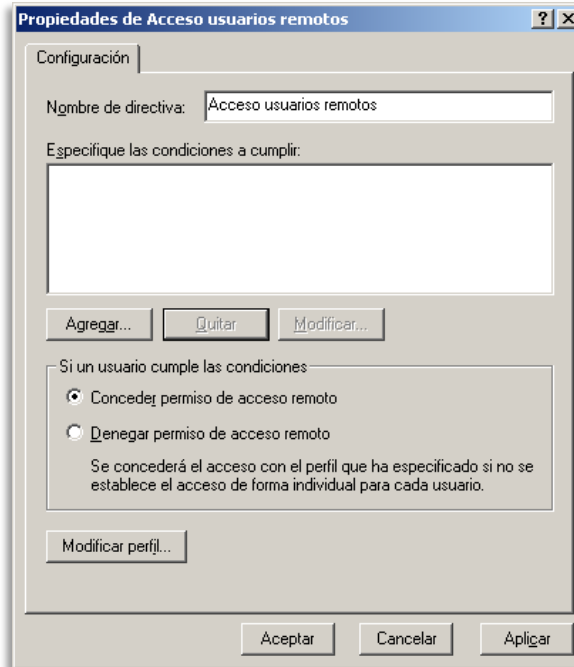 Propiedades de Acceso usuarios remotos
Configuración
Nombre de directiva: Acceso usuarios remotos
Especifique las condiciones a cumplir:
Agregar... Quitar Modificar...
Si un usuario cumple las condiciones
Conceder permiso de acceso remoto
Denegar permiso de acceso remoto
Se concederá el acceso con el perfil que ha especificado si no se
establece el acceso de forma individual para cada usuario.
Modificar perfil...
Aceptar Cancelar Aplicar